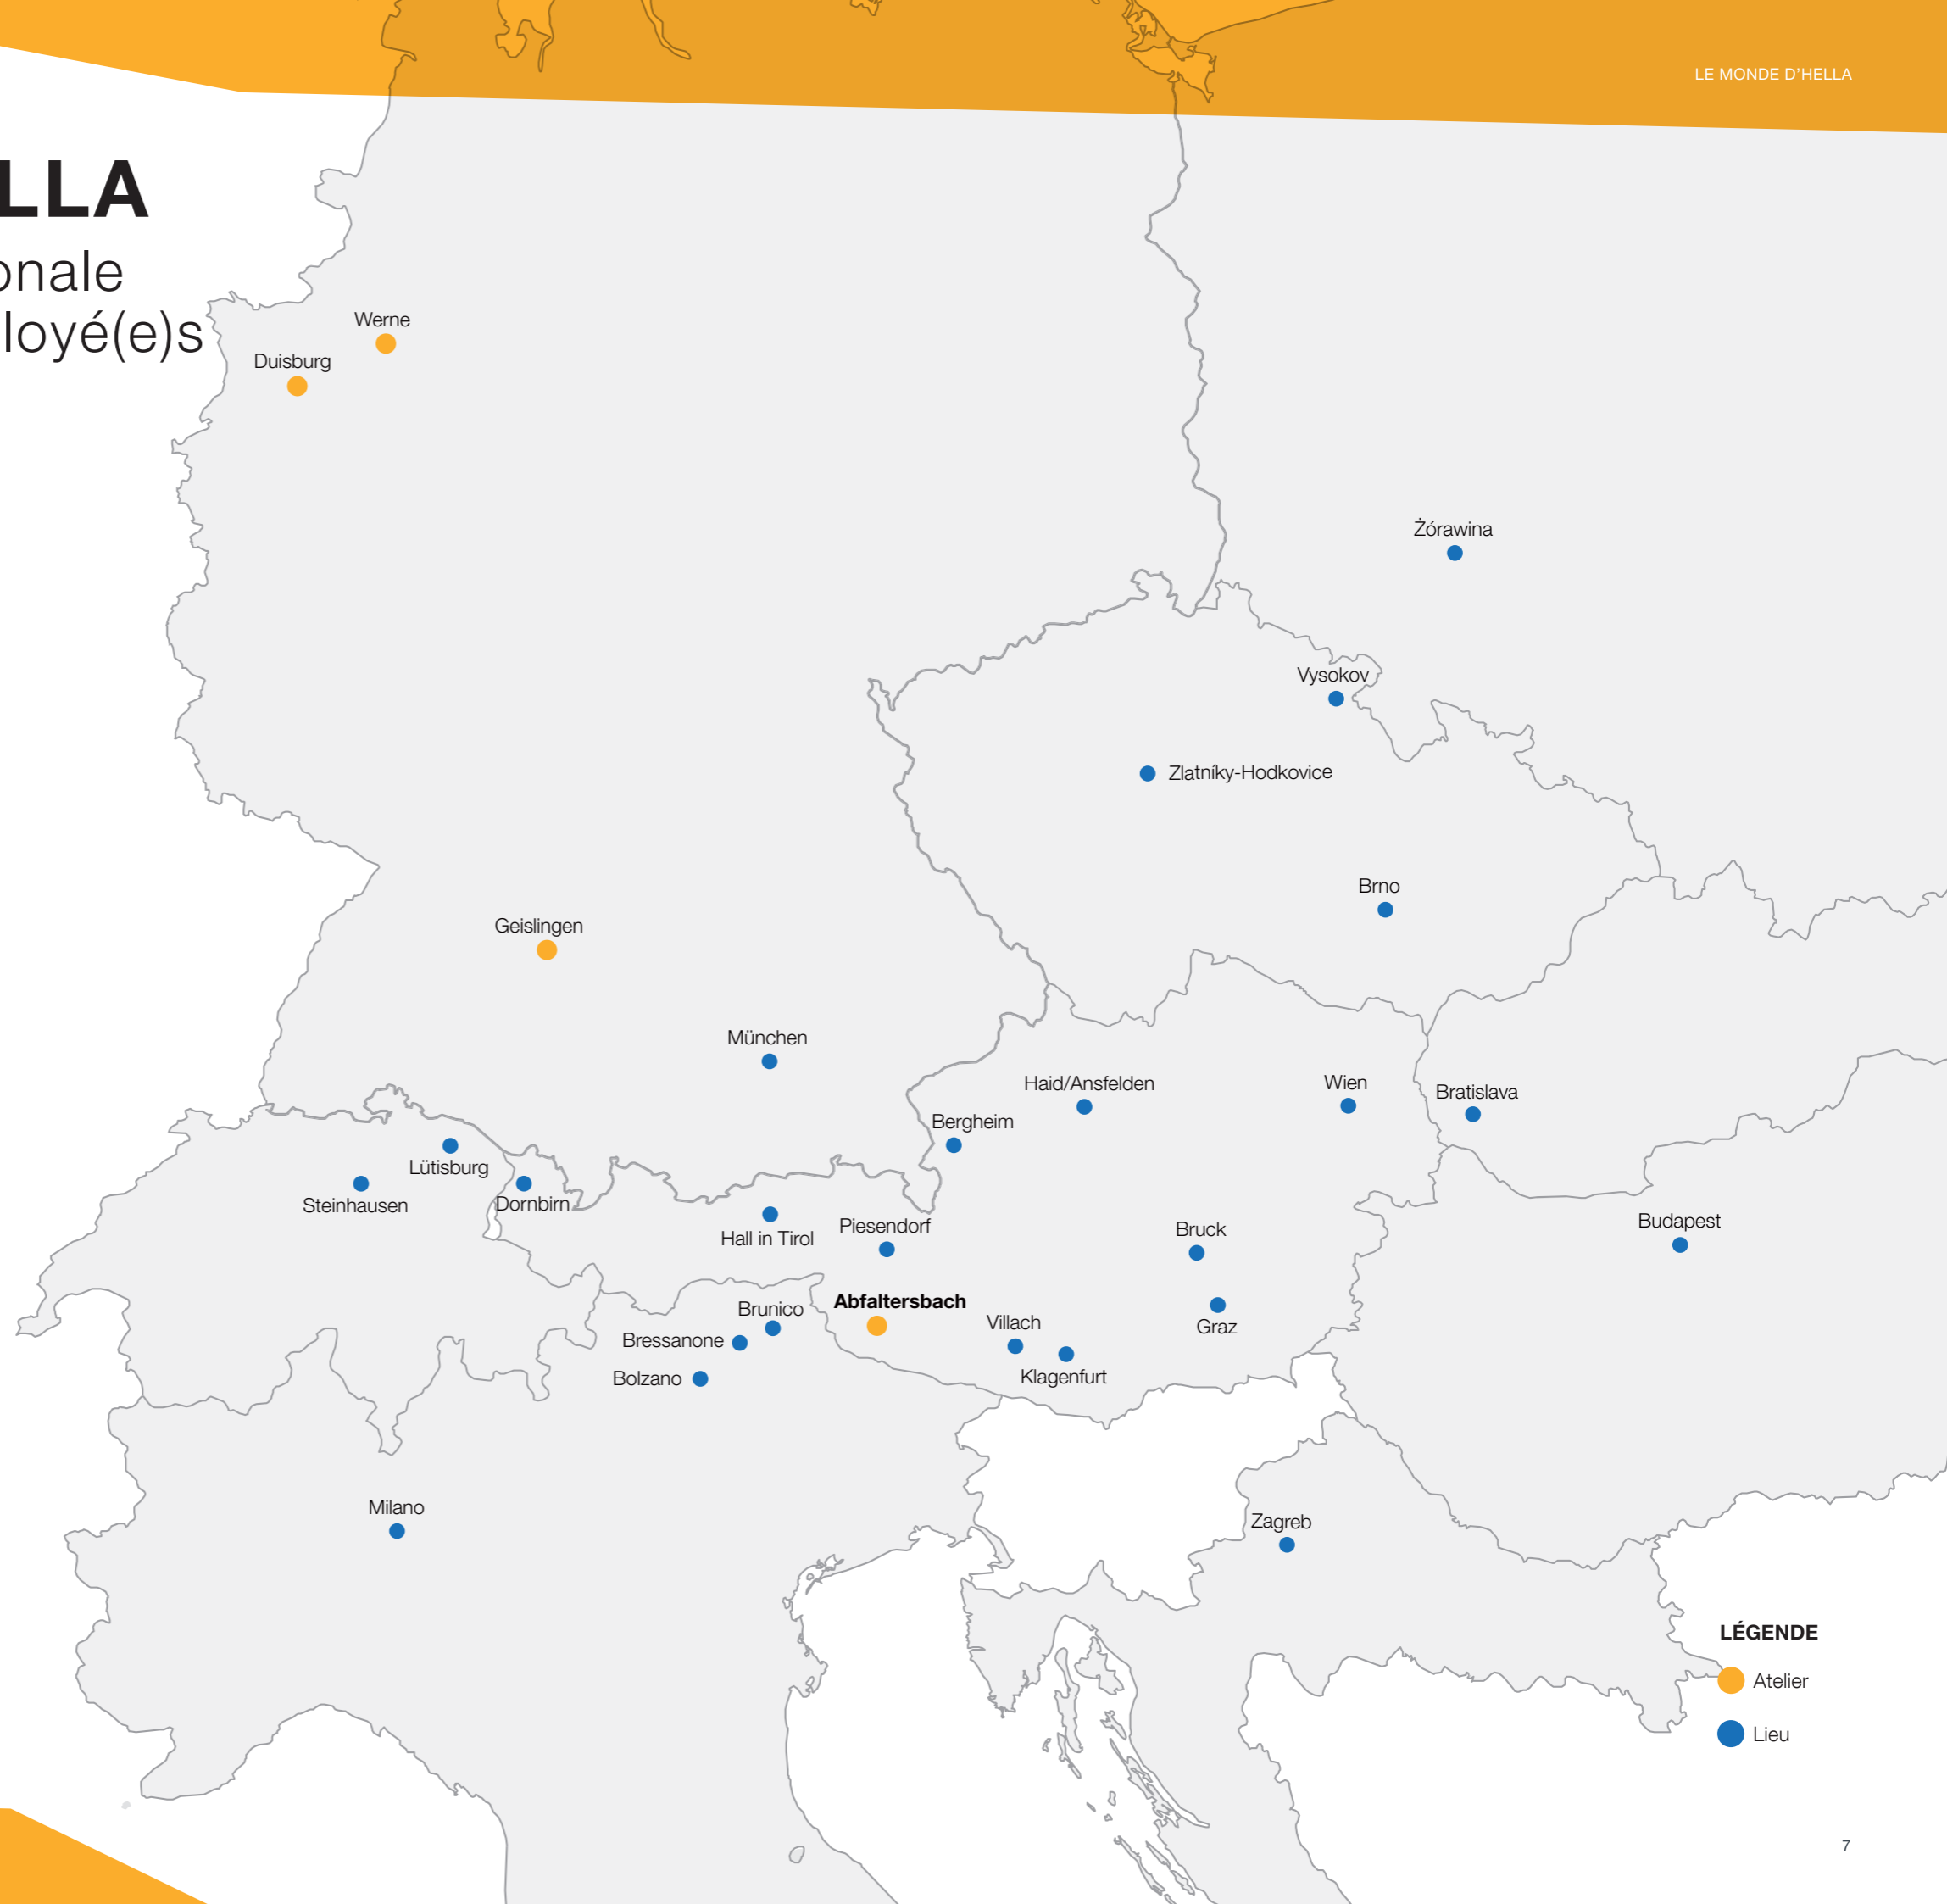 LE MONDE D'HELLA
LLA
onale
loyé(e)s
Werne
Duisburg
Żórawina
Vysokov
Zlatníky-Hodkovice
Brno
Geislingen
München
Haid/Ansfelden
Wien
Bratislava
Bergheim
Lütisburg
Steinhausen
Dornbirn
Hall in Tirol
Piesendorf
Bruck
Budapest
Abfaltersbach
Brunico
Bressanone
Bolzano
Villach
Klagenfurt
Graz
Milano
Zagreb
LÉGENDE
Atelier
Lieu
7